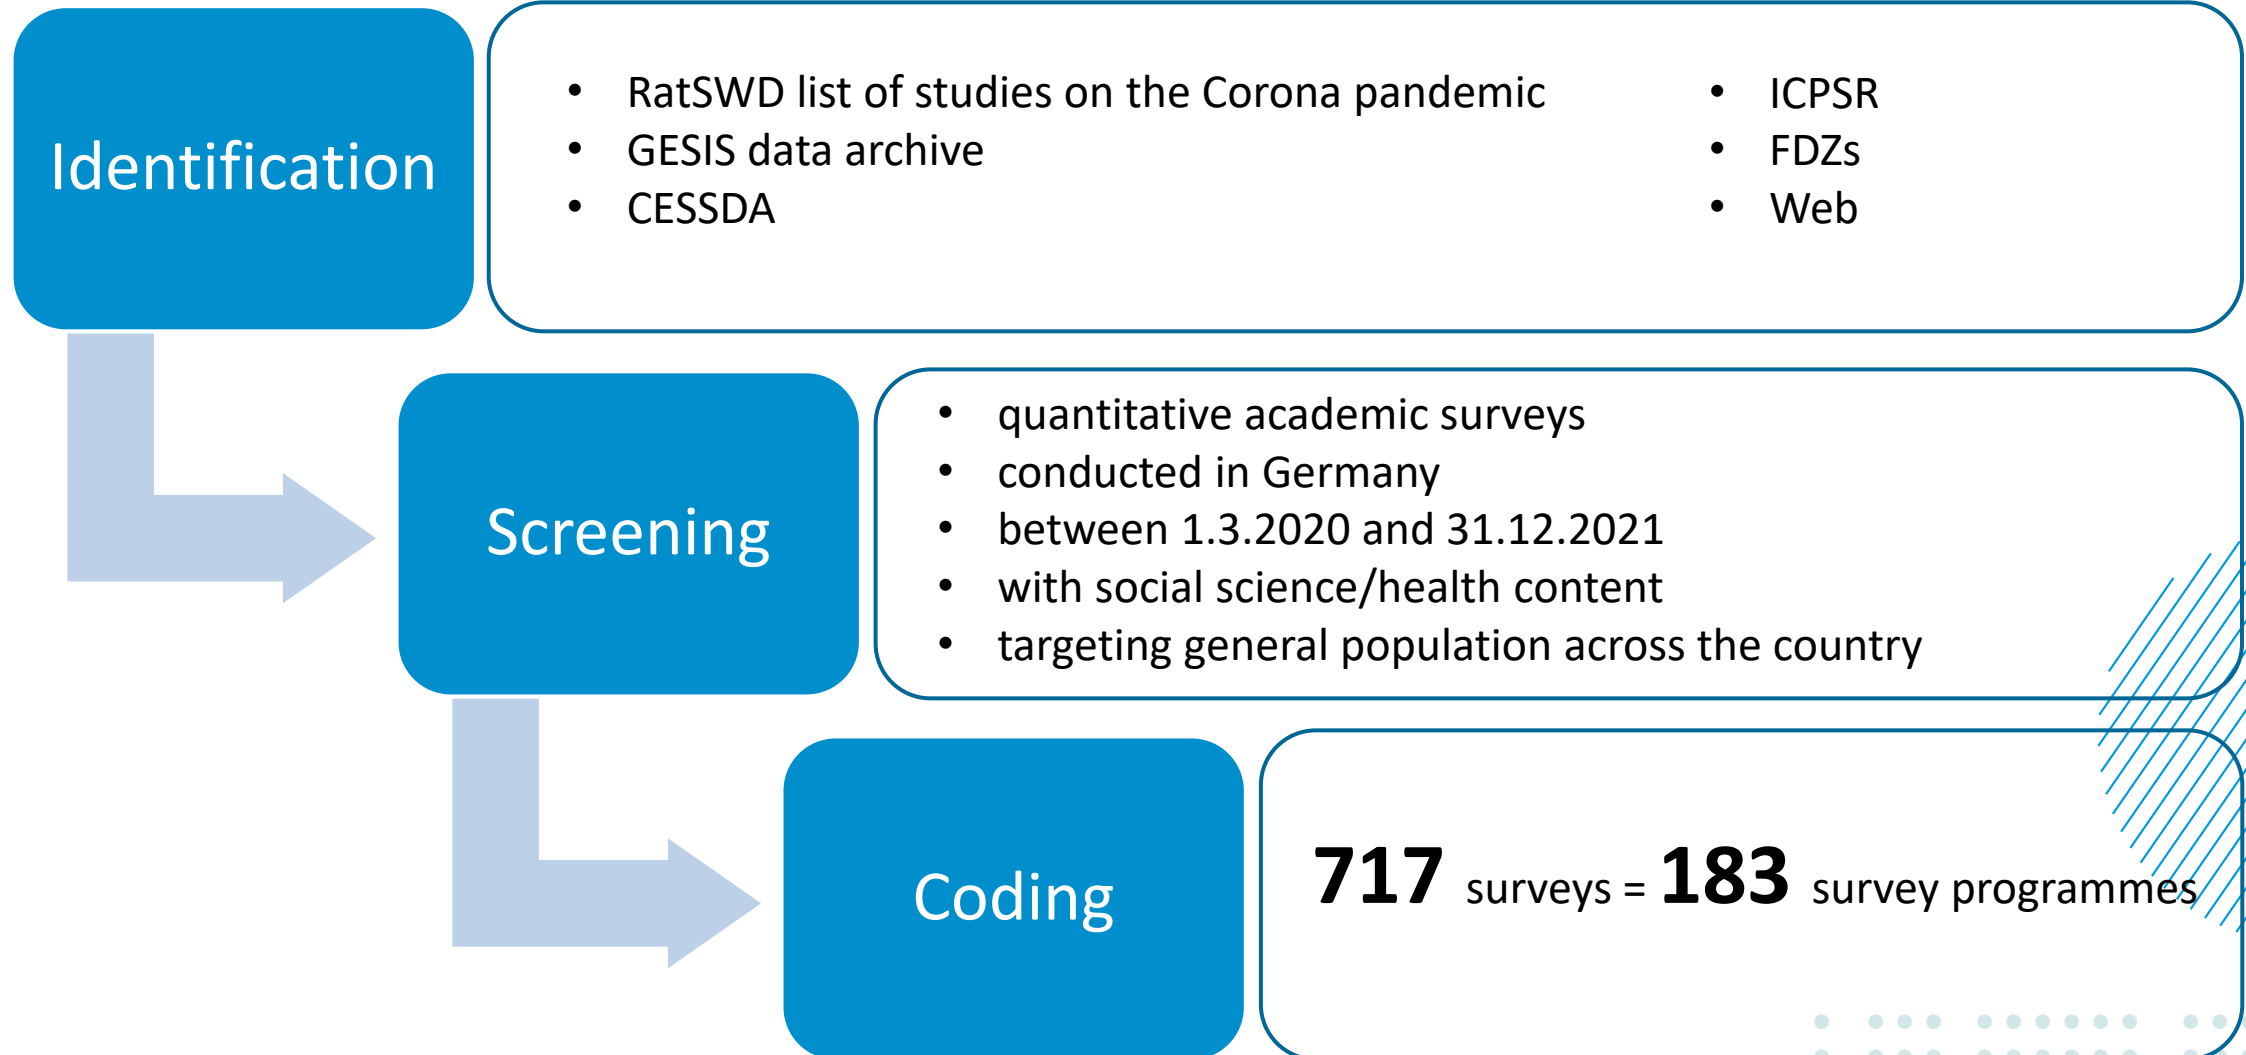 Identification
• RatSWD list of studies on the Corona pandemic
• GESIS data archive
• CESSDA
• ICPSR
• FDZs
• Web
Screening
• quantitative academic surveys
• conducted in Germany
• between 1.3.2020 and 31.12.2021
• with social science/health content
• targeting general population across the country
Coding
717 surveys = 183 survey programmes